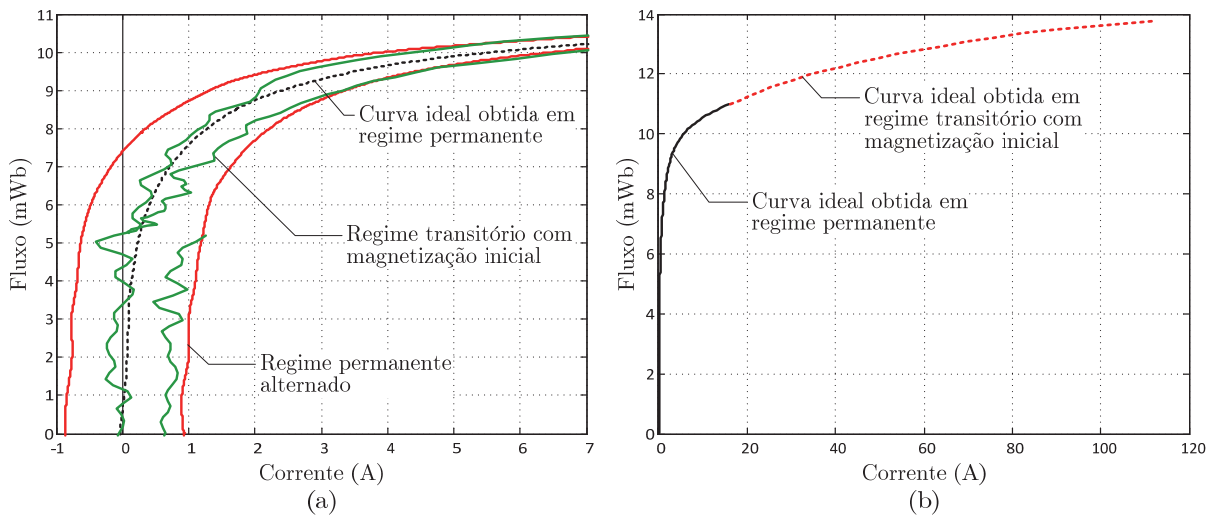 11
10
9
8
7
6
5
4
3
2
1
0
Fluxo (mWb)
Curva ideal obtida em
regime permanente
Regime transitório com
magnetização inicial
Regime permanente
alternado
-1 0 1 2 3 4 5 6 7
Corrente (A)
(a)
14
12
10
8
6
4
2
0
Fluxo (mWb)
Curva ideal obtida em
regime transitório com
magnetização inicial
Curva ideal obtida em
regime permanente
0 20 40 60 80 100 120
Corrente (A)
(b)